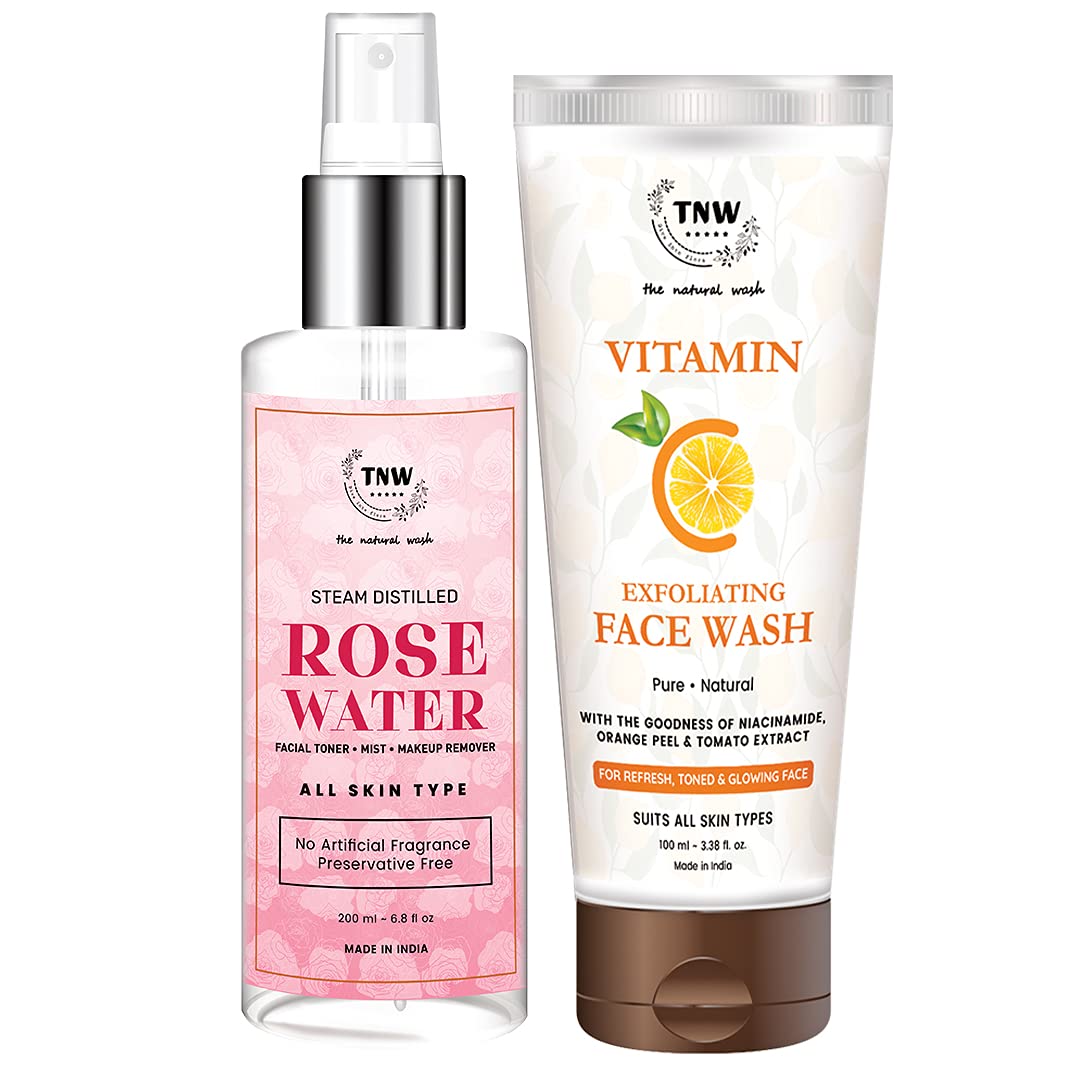 TNW
the natural wash
STEAM DISTILLED
ROSE
WATER
FACIAL TONER • MIST • MAKEUP REMOVER
ALL SKIN TYPE
No Artificial Fragrance
Preservative Free
200 ml ~ 6.8 fl oz
MADE IN INDIA
TNW
dive into flora
the natural wash
VITAMIN
C
EXFOLIATING
FACE WASH
Pure • Natural
WITH THE GOODNESS OF NIACINAMIDE,
ORANGE PEEL & TOMATO EXTRACT
FOR REFRESH, TONED & GLOWING FACE
SUITS ALL SKIN TYPES
100 ml ~ 3.38 fl. oz.
Made in India